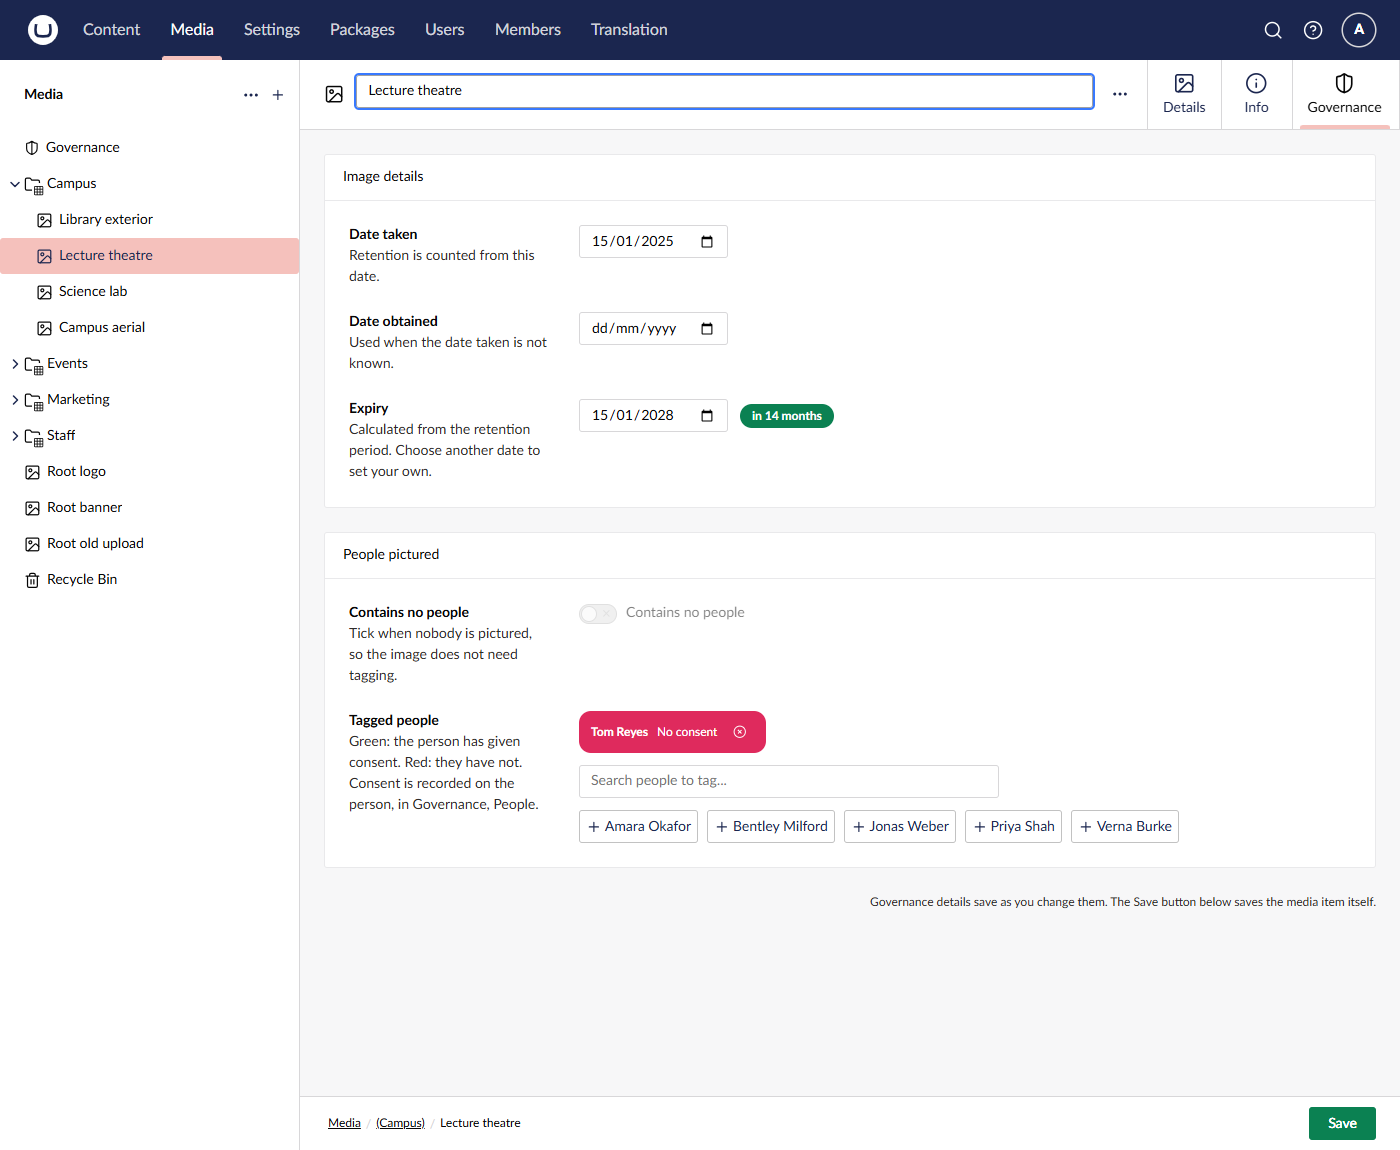 Content
Media
Settings
Packages
Users
Members
Translation
A
Media
Governance
Campus
Library exterior
Lecture theatre
Science lab
Campus aerial
Events
Marketing
Staff
Root logo
Root banner
Root old upload
Recycle Bin
Lecture theatre
Details
Info
Governance
Image details
Date taken
Retention is counted from this
date.
15/01/2025
Date obtained
Used when the date taken is not
known.
dd/mm/yyyy
Expiry
Calculated from the retention
period. Choose another date to
set your own.
15/01/2028
in 14 months
People pictured
Contains no people
Tick when nobody is pictured,
so the image does not need
tagging.
Contains no people
Tagged people
Green: the person has given
consent. Red: they have not.
Consent is recorded on the
person, in Governance, People.
Tom Reyes No consent
Search people to tag...
+ Amara Okafor
+ Bentley Milford
+ Jonas Weber
+ Priya Shah
+ Verna Burke
Governance details save as you change them. The Save button below saves the media item itself.
Media / (Campus) / Lecture theatre
Save